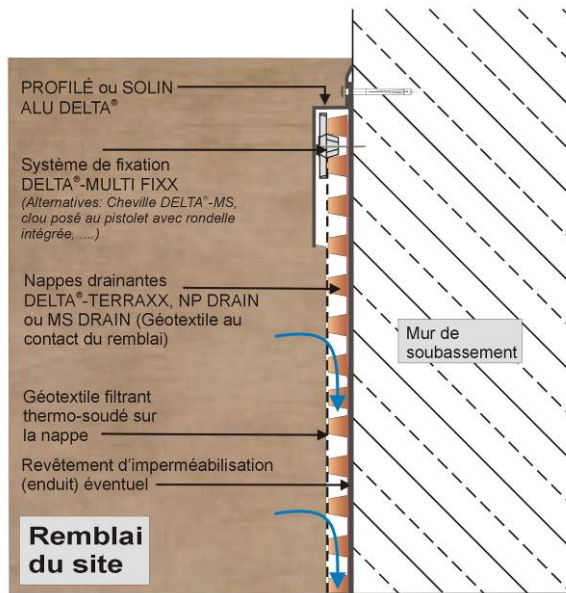 PROFILÉ ou SOLIN
ALU DELTA®
Système de fixation
DELTA®-MULTI FIXX
(Alternatives: Cheville DELTA®-MS,
clou posé au pistolet avec rondelle
intégrée, ....)
Nappes drainantes
DELTA®-TERRAXX, NP DRAIN
ou MS DRAIN (Géotextile au
contact du remblai)
Mur de
soubassement
Géotextile filtrant
thermo-soudé sur
la nappe
Revêtement d'imperméabilisation
(enduit) éventuel
Remblai
du site